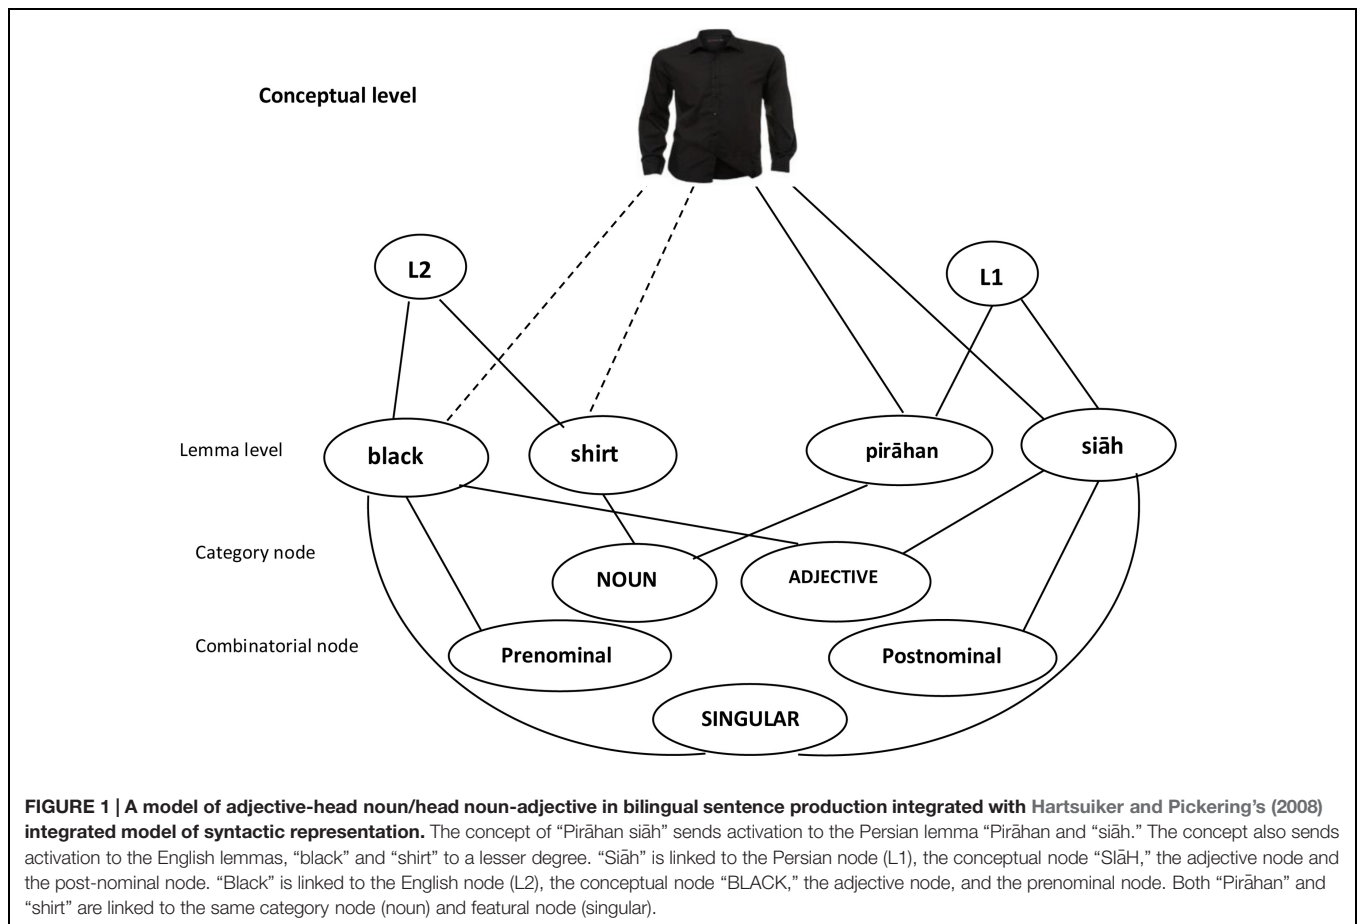 Conceptual level
L2
L1
Lemma level
black
shirt
pirāhan
siāh
Category node
NOUN
ADJECTIVE
Combinatorial node
Prenominal
Postnominal
SINGULAR
FIGURE 1 | A model of adjective-head noun/head noun-adjective in bilingual sentence production integrated with Hartsuiker and Pickering's (2008)
integrated model of syntactic representation. The concept of “Pirāhan siāh” sends activation to the Persian lemma “Pirāhan and “siāh.” The concept also sends
activation to the English lemmas, “black” and “shirt” to a lesser degree. “Siāh” is linked to the Persian node (L1), the conceptual node “SIāH,” the adjective node and
the post-nominal node. “Black” is linked to the English node (L2), the conceptual node “BLACK,” the adjective node, and the prenominal node. Both “Pirāhan” and
“shirt” are linked to the same category node (noun) and featural node (singular).